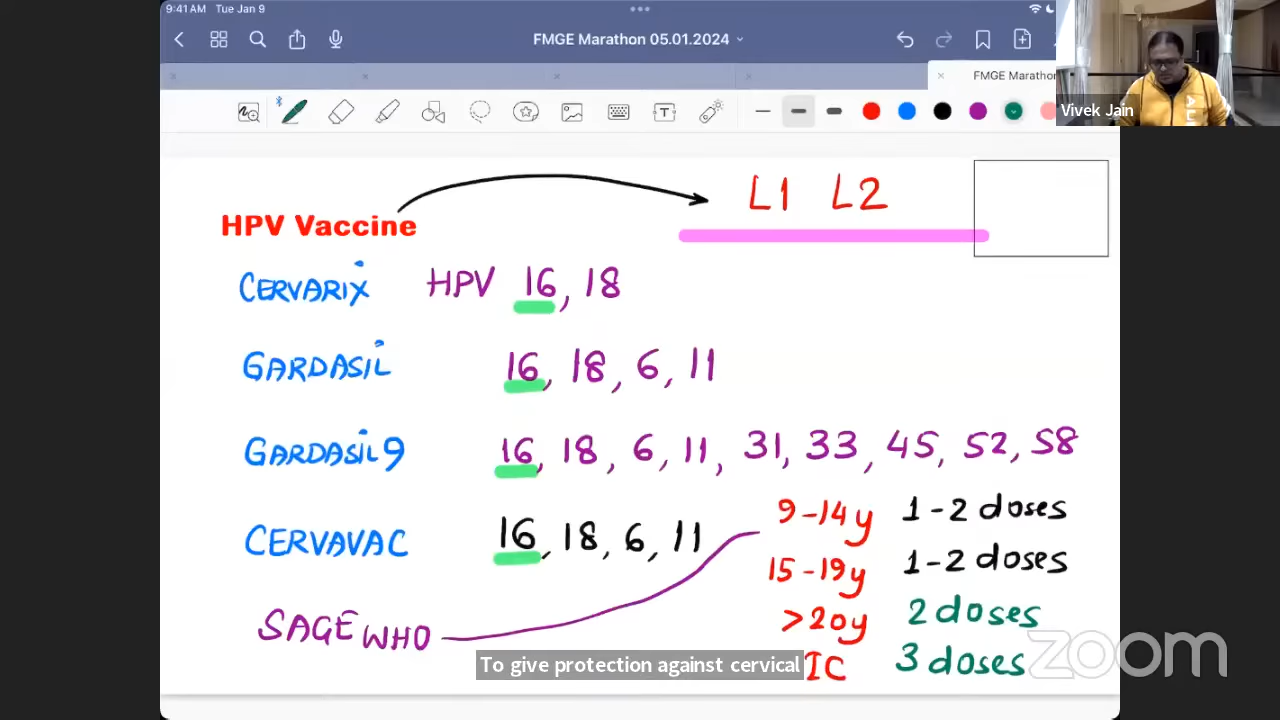 9:41 AM Tue Jan 9
FMGE Marathon 05.01.2024
FMGE Marathon
Vivek Jain
L1 L2
HPV Vaccine
CERVARIX HPV 16, 18
GARDASIL 16, 18, 6, 11
GARDASIL 9 16, 18, 6, 11, 31, 33, 45, 52, 58
9-14y 1-2 doses
CERVAVAC 16, 18, 6, 11
15-19y 1-2 doses
>20y 2 doses
SAGE WHO
IC 3 doses
To give protection against cervical
zoom